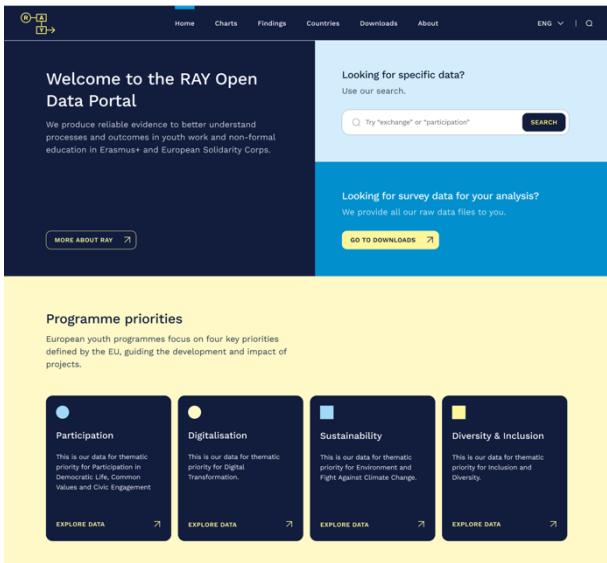 R A
Y
Home Charts Findings Countries Downloads About ENG
Welcome to the RAY Open
Data Portal
We produce reliable evidence to better understand
processes and outcomes in youth work and non-formal
education in Erasmus+ and European Solidarity Corps.
MORE ABOUT RAY
Looking for specific data?
Use our search.
Try "exchange" or "participation"
SEARCH
Looking for survey data for your analysis?
We provide all our raw data files to you.
GO TO DOWNLOADS
Programme priorities
European youth programmes focus on four key priorities
defined by the EU, guiding the development and impact of
projects.
Participation
This is our data for thematic
priority for Participation in
Democratic Life, Common
Values and Civic Engagement
EXPLORE DATA
Digitalisation
This is our data for thematic
priority for Digital
Transformation.
EXPLORE DATA
Sustainability
This is our data for thematic
priority for Environment and
Fight Against Climate Change.
EXPLORE DATA
Diversity & Inclusion
This is our data for thematic
priority for Inclusion and
Diversity.
EXPLORE DATA